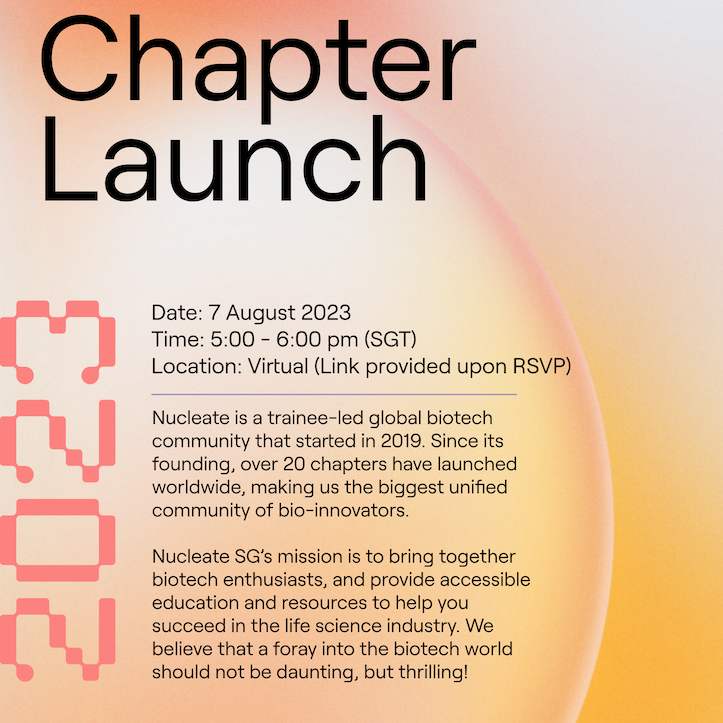 Chapter
Launch
2023
Date: 7 August 2023
Time: 5:00 - 6:00 pm (SGT)
Location: Virtual (Link provided upon RSVP)
Nucleate is a trainee-led global biotech
community that started in 2019. Since its
founding, over 20 chapters have launched
worldwide, making us the biggest unified
community of bio-innovators.
Nucleate SG's mission is to bring together
biotech enthusiasts, and provide accessible
education and resources to help you
succeed in the life science industry. We
believe that a foray into the biotech world
should not be daunting, but thrilling!